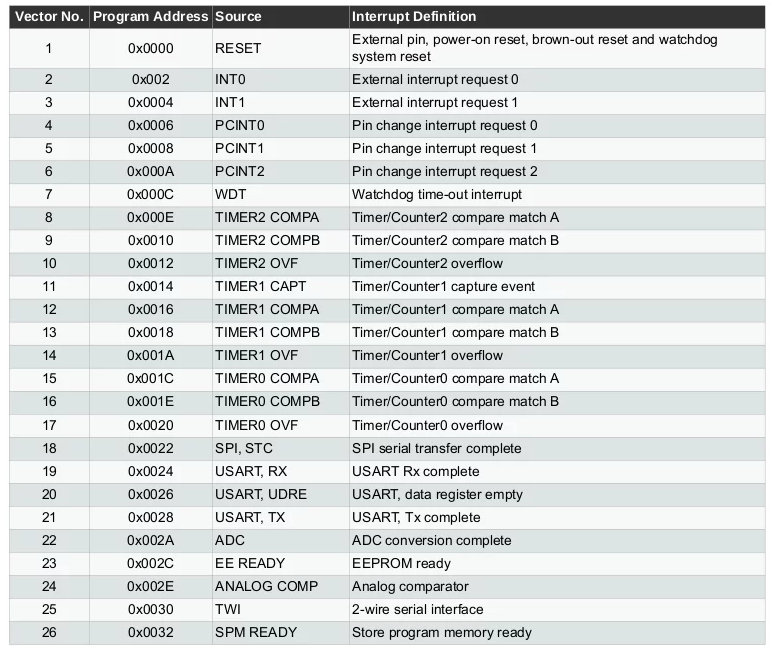 Vector No. Program Address Source Interrupt Definition
1 0x0000 RESET External pin, power-on reset, brown-out reset and watchdog
system reset
2 0x002 INT0 External interrupt request 0
3 0x0004 INT1 External interrupt request 1
4 0x0006 PCINT0 Pin change interrupt request 0
5 0x0008 PCINT1 Pin change interrupt request 1
6 0x000A PCINT2 Pin change interrupt request 2
7 0x000C WDT Watchdog time-out interrupt
8 0x000E TIMER2 COMPA Timer/Counter2 compare match A
9 0x0010 TIMER2 COMPB Timer/Counter2 compare match B
10 0x0012 TIMER2 OVF Timer/Counter2 overflow
11 0x0014 TIMER1 CAPT Timer/Counter1 capture event
12 0x0016 TIMER1 COMPA Timer/Counter1 compare match A
13 0x0018 TIMER1 COMPB Timer/Counter1 compare match B
14 0x001A TIMER1 OVF Timer/Counter1 overflow
15 0x001C TIMER0 COMPA Timer/Counter0 compare match A
16 0x001E TIMER0 COMPB Timer/Counter0 compare match B
17 0x0020 TIMER0 OVF Timer/Counter0 overflow
18 0x0022 SPI, STC SPI serial transfer complete
19 0x0024 USART, RX USART Rx complete
20 0x0026 USART, UDRE USART, data register empty
21 0x0028 USART, TX USART, Tx complete
22 0x002A ADC ADC conversion complete
23 0x002C EE READY EEPROM ready
24 0x002E ANALOG COMP Analog comparator
25 0x0030 TWI 2-wire serial interface
26 0x0032 SPM READY Store program memory ready